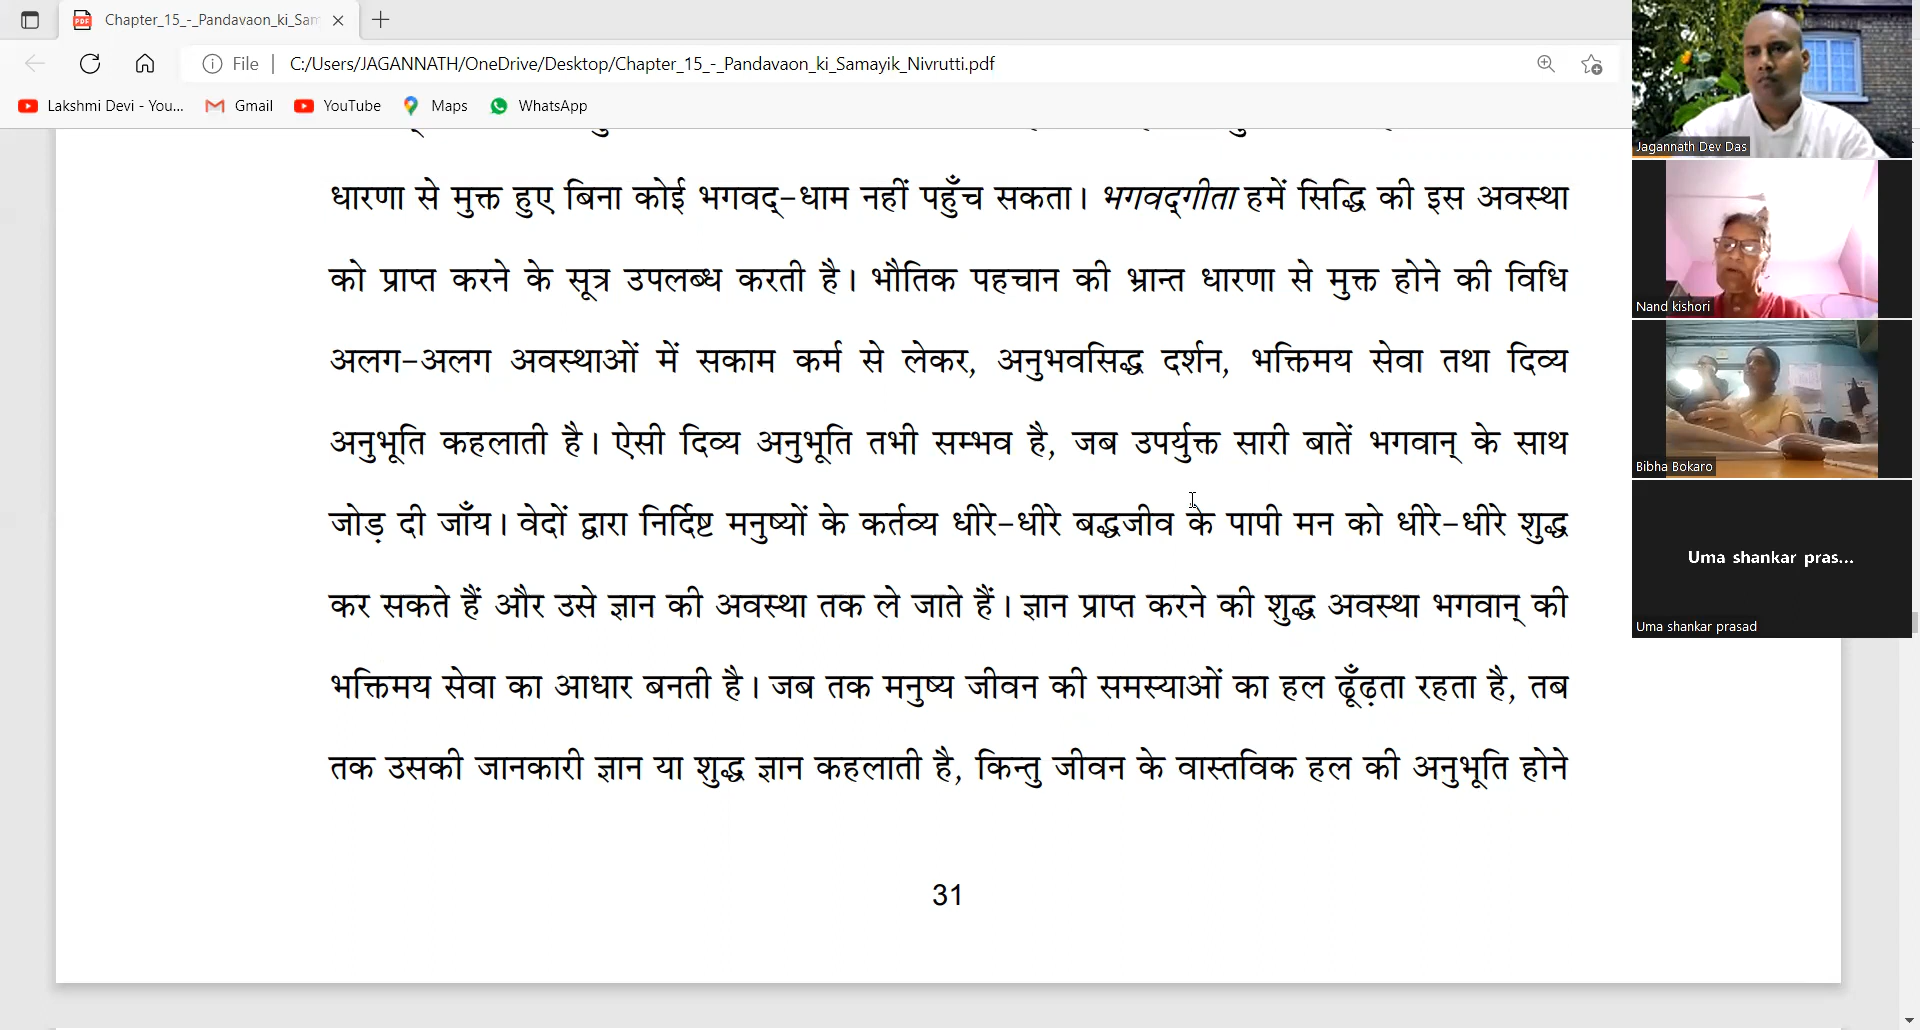 Chapter_15_-_Pandavaon_ki_Sam
File
C:/Users/JAGANNATH/OneDrive/Desktop/Chapter_15_-_Pandavaon_ki_Samayik_Nivrutti.pdf
Lakshmi Devi - You...
Gmail
YouTube
Maps
WhatsApp
धारणा से मुक्त हुए बिना कोई भगवद्-धाम नहीं पहुँच सकता। भगवद्गीता हमें सिद्धि की इस अवस्था
को प्राप्त करने के सूत्र उपलब्ध करती है। भौतिक पहचान की भ्रान्त धारणा से मुक्त होने की विधि
अलग-अलग अवस्थाओं में सकाम कर्म से लेकर, अनुभवसिद्ध दर्शन, भक्तिमय सेवा तथा दिव्य
अनुभूति कहलाती है। ऐसी दिव्य अनुभूति तभी सम्भव है, जब उपर्युक्त सारी बातें भगवान् के साथ
जोड़ दी जाँय। वेदों द्वारा निर्दिष्ट मनुष्यों के कर्तव्य धीरे-धीरे बद्धजीव के पापी मन को धीरे-धीरे शुद्ध
कर सकते हैं और उसे ज्ञान की अवस्था तक ले जाते हैं। ज्ञान प्राप्त करने की शुद्ध अवस्था भगवान् की
भक्तिमय सेवा का आधार बनती है। जब तक मनुष्य जीवन की समस्याओं का हल ढूँढ़ता रहता है, तब
तक उसकी जानकारी ज्ञान या शुद्ध ज्ञान कहलाती है, किन्तु जीवन के वास्तविक हल की अनुभूति होने
31
Jagannath Dev Das
Nand kishori
Bibha Bokaro
Uma shankar pras...
Uma shankar prasad